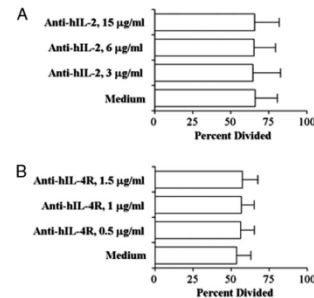 A
Anti-hIL-2, 15 µg/ml
Anti-hIL-2, 6 µg/ml
Anti-hIL-2, 3 µg/ml
Medium
0 25 50 75 100
Percent Divided
B
Anti-hIL-4R, 1.5 µg/ml
Anti-hIL-4R, 1 µg/ml
Anti-hIL-4R, 0.5 µg/ml
Medium
0 25 50 75 100
Percent Divided